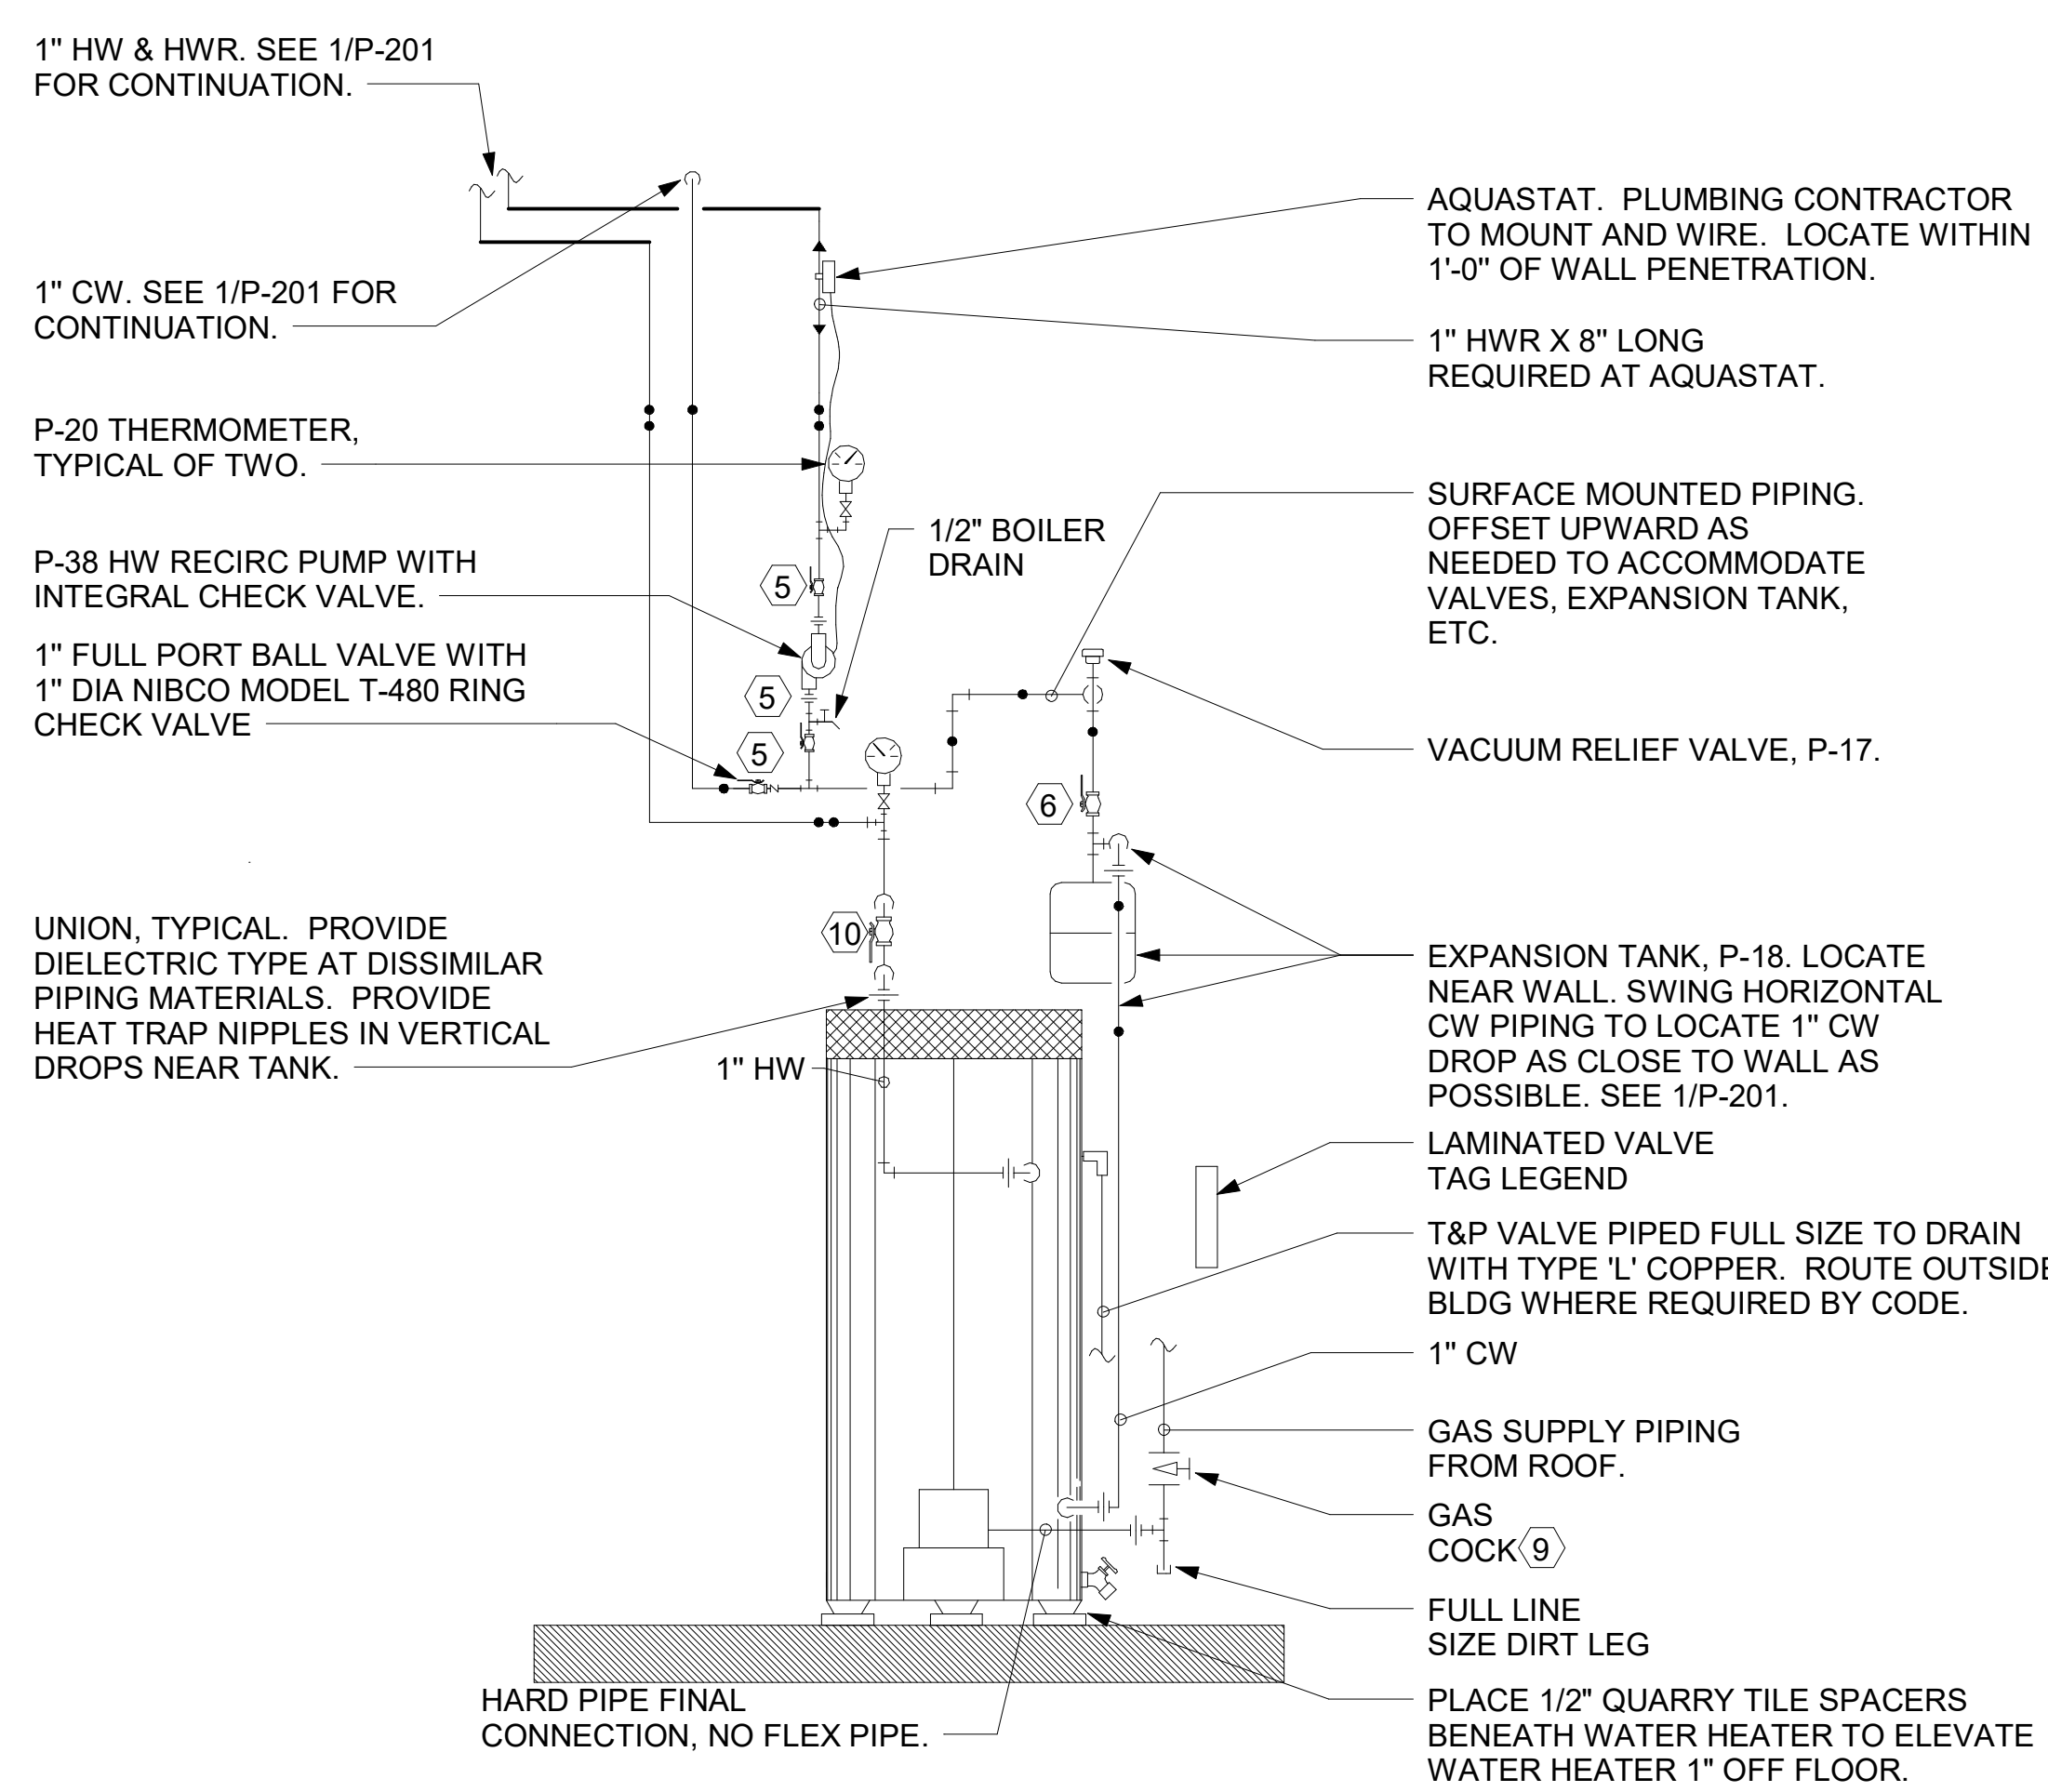 1" HW & HWR. SEE 1/P-201
FOR CONTINUATION.
1" CW. SEE 1/P-201 FOR
CONTINUATION.
P-20 THERMOMETER,
TYPICAL OF TWO.
P-38 HW RECIRC PUMP WITH
INTEGRAL CHECK VALVE.
1" FULL PORT BALL VALVE WITH
1" DIA NIBCO MODEL T-480 RING
CHECK VALVE
UNION, TYPICAL. PROVIDE
DIELECTRIC TYPE AT DISSIMILAR
PIPING MATERIALS. PROVIDE
HEAT TRAP NIPPLES IN VERTICAL
DROPS NEAR TANK.
5
5
5
1/2" BOILER
DRAIN
6
10
1" HW
HARD PIPE FINAL
CONNECTION, NO FLEX PIPE.
AQUASTAT. PLUMBING CONTRACTOR
TO MOUNT AND WIRE. LOCATE WITHIN
1'-0" OF WALL PENETRATION.
1" HWR X 8" LONG
REQUIRED AT AQUASTAT.
SURFACE MOUNTED PIPING.
OFFSET UPWARD AS
NEEDED TO ACCOMMODATE
VALVES, EXPANSION TANK,
ETC.
VACUUM RELIEF VALVE, P-17.
EXPANSION TANK, P-18. LOCATE
NEAR WALL. SWING HORIZONTAL
CW PIPING TO LOCATE 1" CW
DROP AS CLOSE TO WALL AS
POSSIBLE. SEE 1/P-201.
LAMINATED VALVE
TAG LEGEND
T&P VALVE PIPED FULL SIZE TO DRAIN
WITH TYPE 'L' COPPER. ROUTE OUTSIDE
BLDG WHERE REQUIRED BY CODE.
1" CW
GAS SUPPLY PIPING
FROM ROOF.
GAS
COCK 9
FULL LINE
SIZE DIRT LEG
PLACE 1/2" QUARRY TILE SPACERS
BENEATH WATER HEATER TO ELEVATE
WATER HEATER 1" OFF FLOOR.